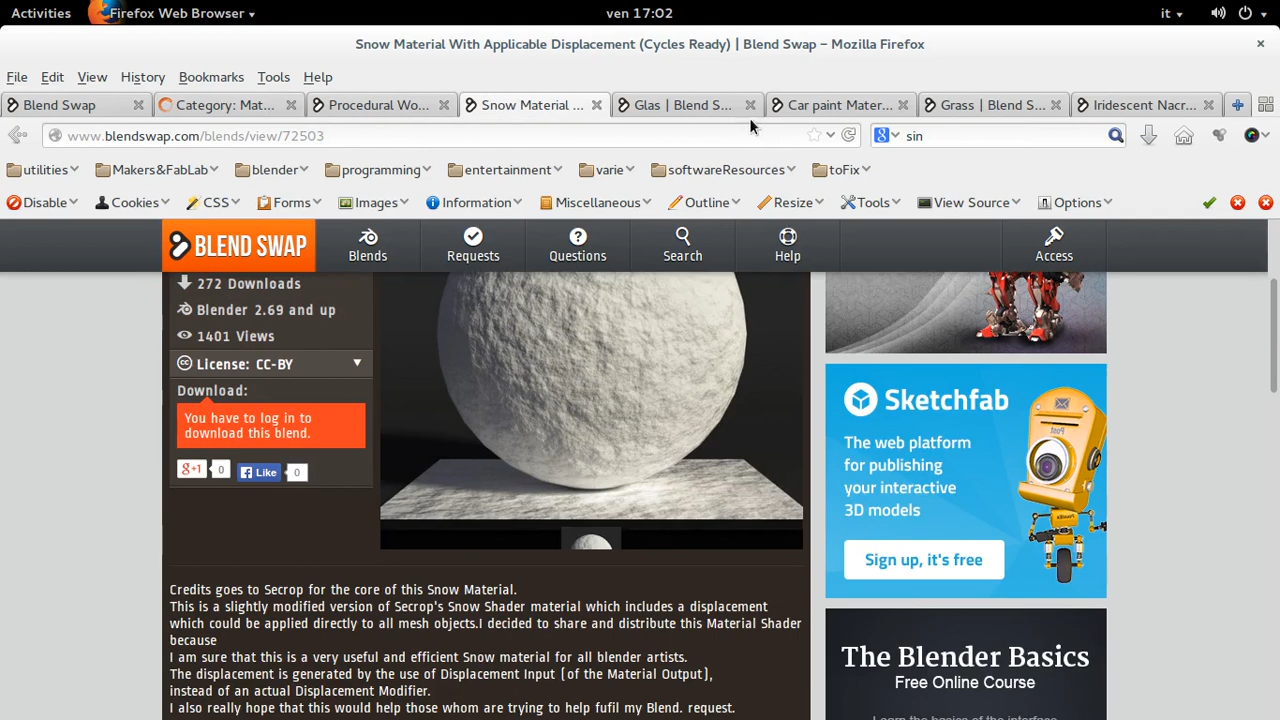 Activities Firefox Web Browser ven 17:02 it
Snow Material With Applicable Displacement (Cycles Ready) | Blend Swap – Mozilla Firefox
File Edit View History Bookmarks Tools Help
Blend Swap Category: Mat... Procedural Wo... Snow Material ... Glas | Blend S... Car paint Mater... Grass | Blend S... Iridescent Nacr...
www.blendswap.com/blends/view/72503 sin
utilities Makers&FabLab blender programming entertainment varie softwareResources toFix
Disable Cookies CSS Forms Images Information Miscellaneous Outline Resize Tools View Source Options
BLEND SWAP Blends Requests Questions Search Help Access
272 Downloads
Blender 2.69 and up
1401 Views
License: CC-BY
Download:
You have to log in to
download this blend.
g+1 0 Like 0
Sketchfab
The web platform
for publishing
your interactive
3D models
Sign up, it's free
Credits goes to Secrop for the core of this Snow Material.
This is a slightly modified version of Secrop's Snow Shader material which includes a displacement
which could be applied directly to all mesh objects.I decided to share and distribute this Material Shader
because
I am sure that this is a very useful and efficient Snow material for all blender artists.
The displacement is generated by the use of Displacement Input (of the Material Output),
instead of an actual Displacement Modifier.
I also really hope that this would help those whom are trying to help fufil my Blend. request.
The Blender Basics
Free Online Course
Learn the basics of the interface